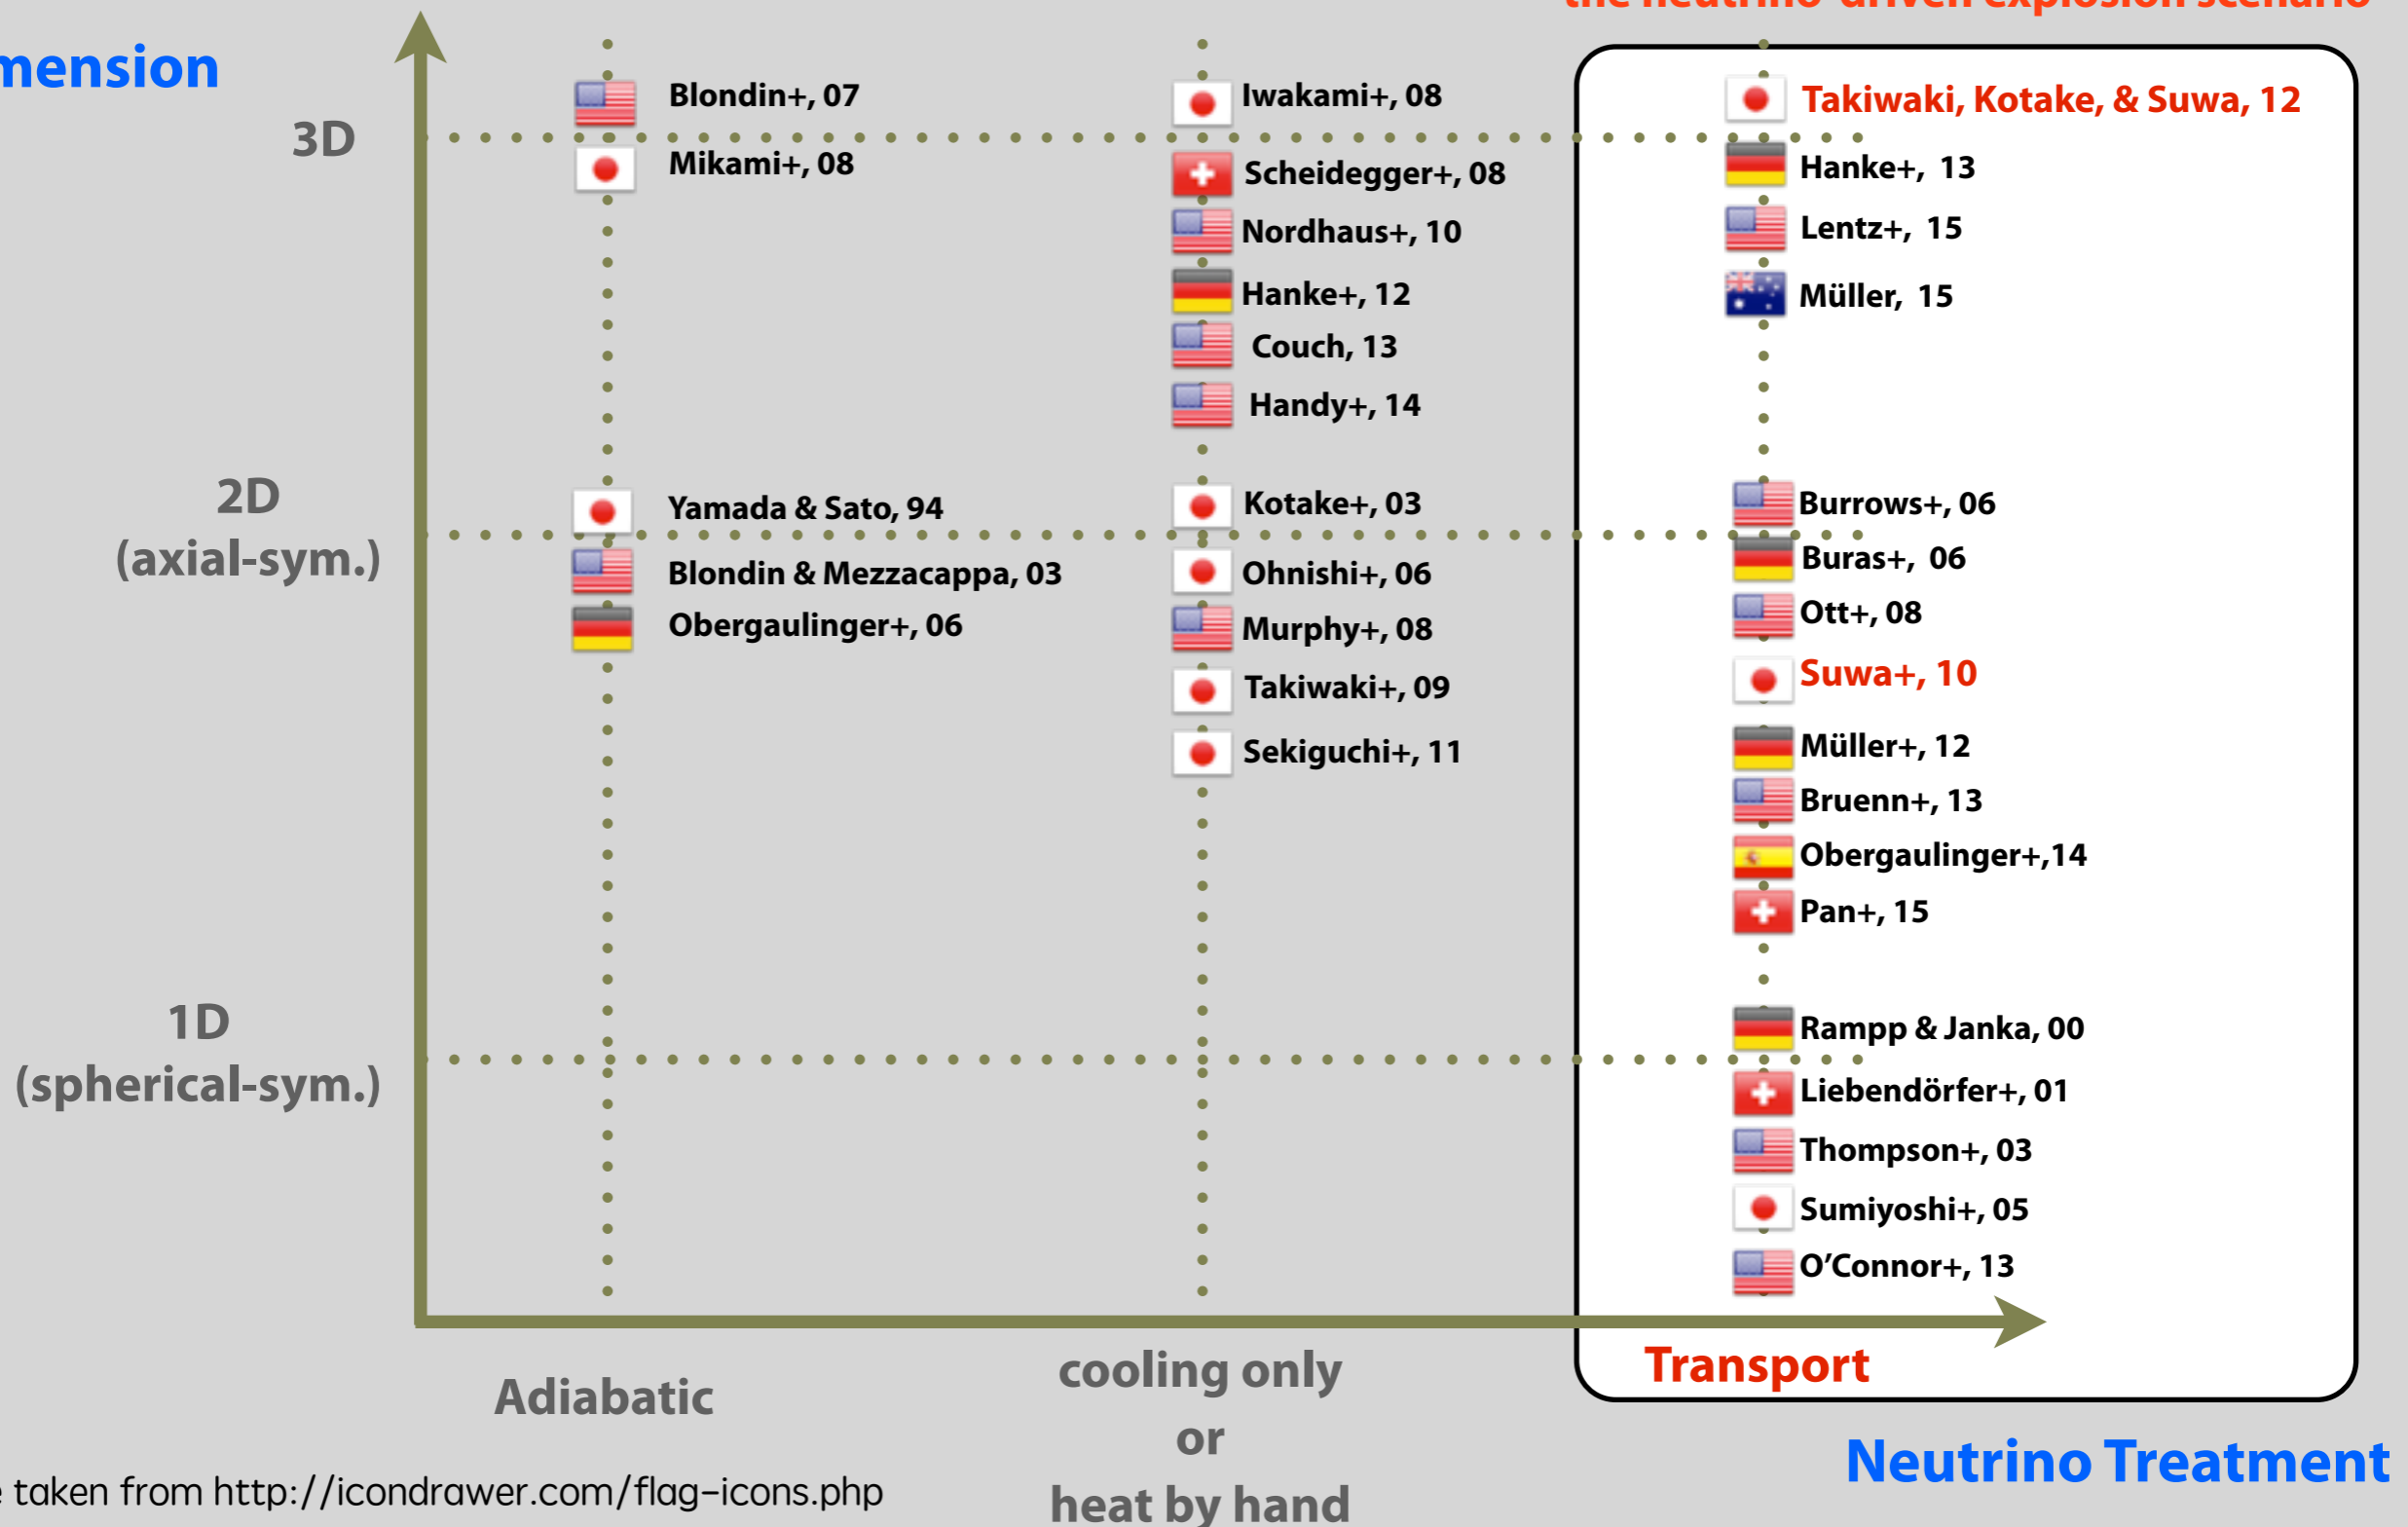 the neutrino-driven explosion scenario
mension
3D
Blondin+, 07
Mikami+, 08
Iwakami+, 08
Scheidegger+, 08
Nordhaus+, 10
Hanke+, 12
Couch, 13
Handy+, 14
Takiwaki, Kotake, & Suwa, 12
Hanke+, 13
Lentz+, 15
Müller, 15
2D
(axial-sym.)
Yamada & Sato, 94
Blondin & Mezzacappa, 03
Obergaulinger+, 06
Kotake+, 03
Ohnishi+, 06
Murphy+, 08
Takiwaki+, 09
Sekiguchi+, 11
Burrows+, 06
Buras+, 06
Ott+, 08
Suwa+, 10
Müller+, 12
Bruenn+, 13
Obergaulinger+,14
Pan+, 15
1D
(spherical-sym.)
Rampp & Janka, 00
Liebendörfer+, 01
Thompson+, 03
Sumiyoshi+, 05
O'Connor+, 13
Adiabatic
cooling only
or
heat by hand
Transport
Neutrino Treatment
e taken from http://icondrawer.com/flag-icons.php